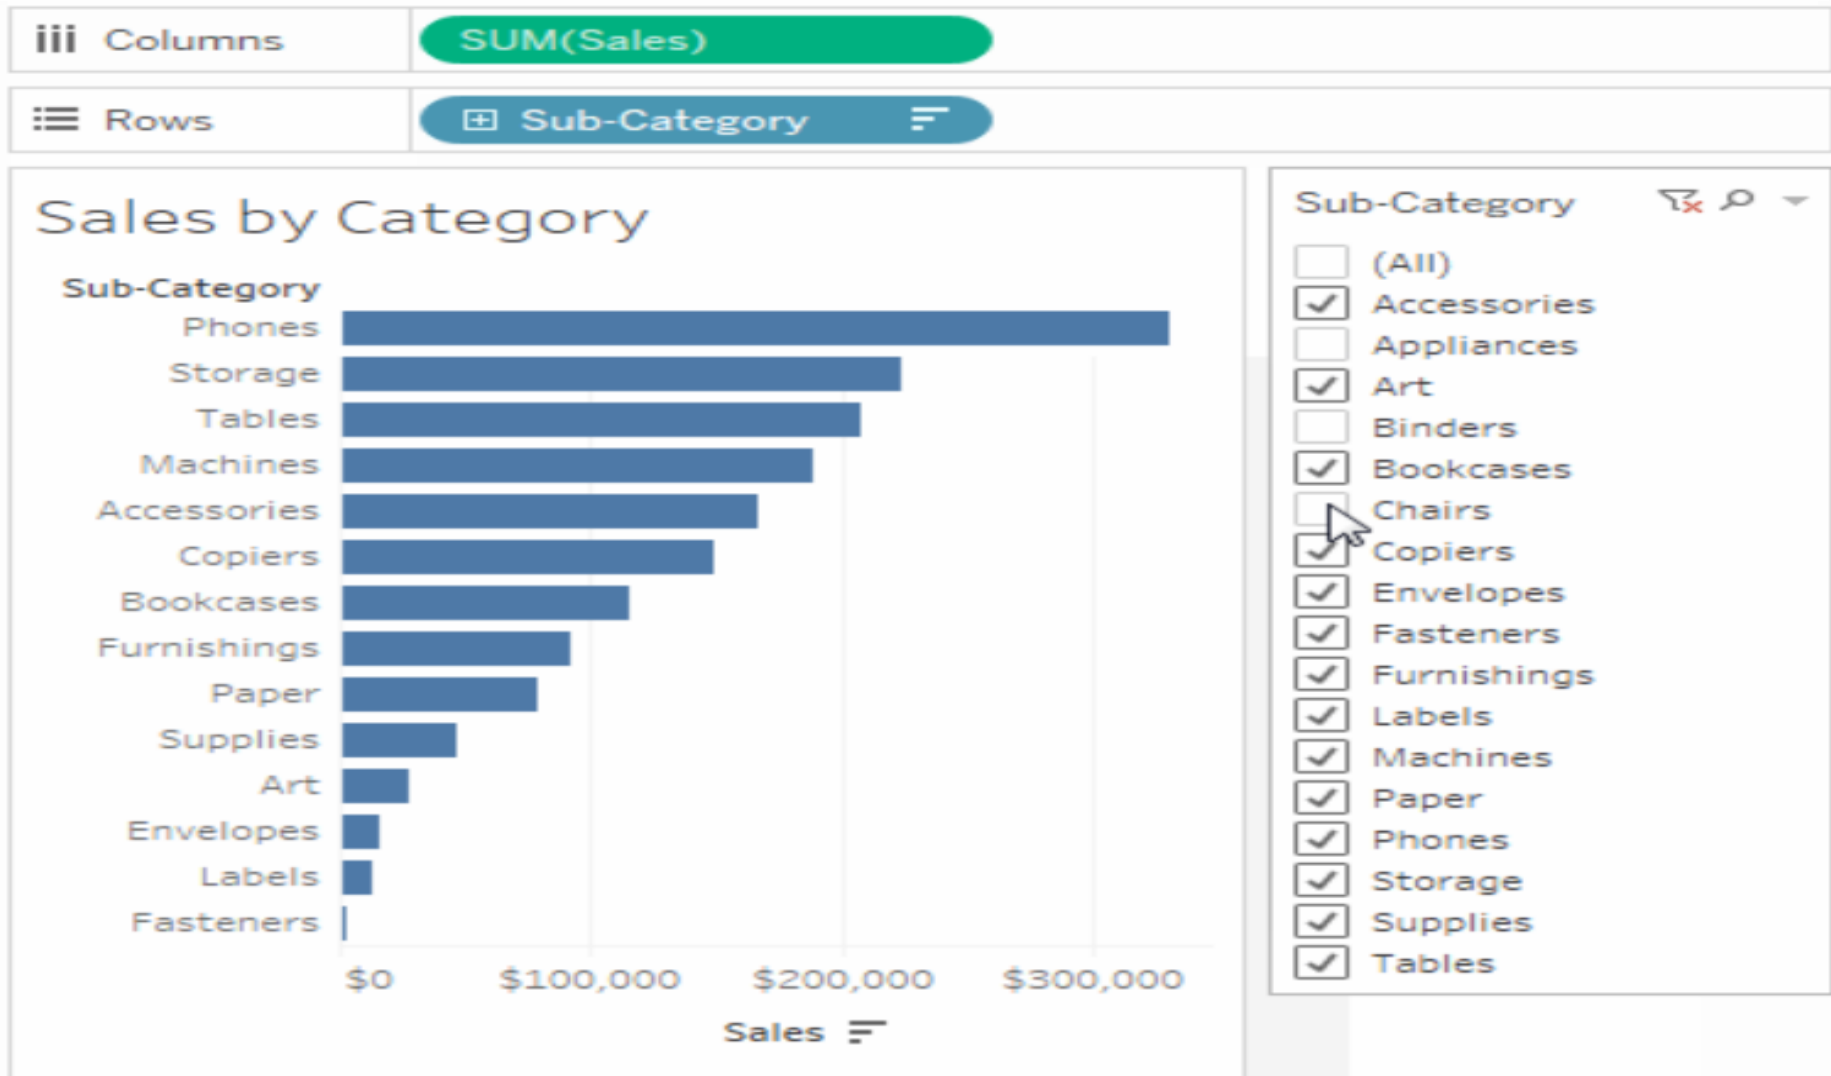 Columns SUM(Sales)
Rows Sub-Category
Sales by Category
Sub-Category
Phones
Storage
Tables
Machines
Accessories
Copiers
Bookcases
Furnishings
Paper
Supplies
Art
Envelopes
Labels
Fasteners
$0 $100,000 $200,000 $300,000
Sales
Sub-Category
(All)
Accessories
Appliances
Art
Binders
Bookcases
Chairs
Copiers
Envelopes
Fasteners
Furnishings
Labels
Machines
Paper
Phones
Storage
Supplies
Tables